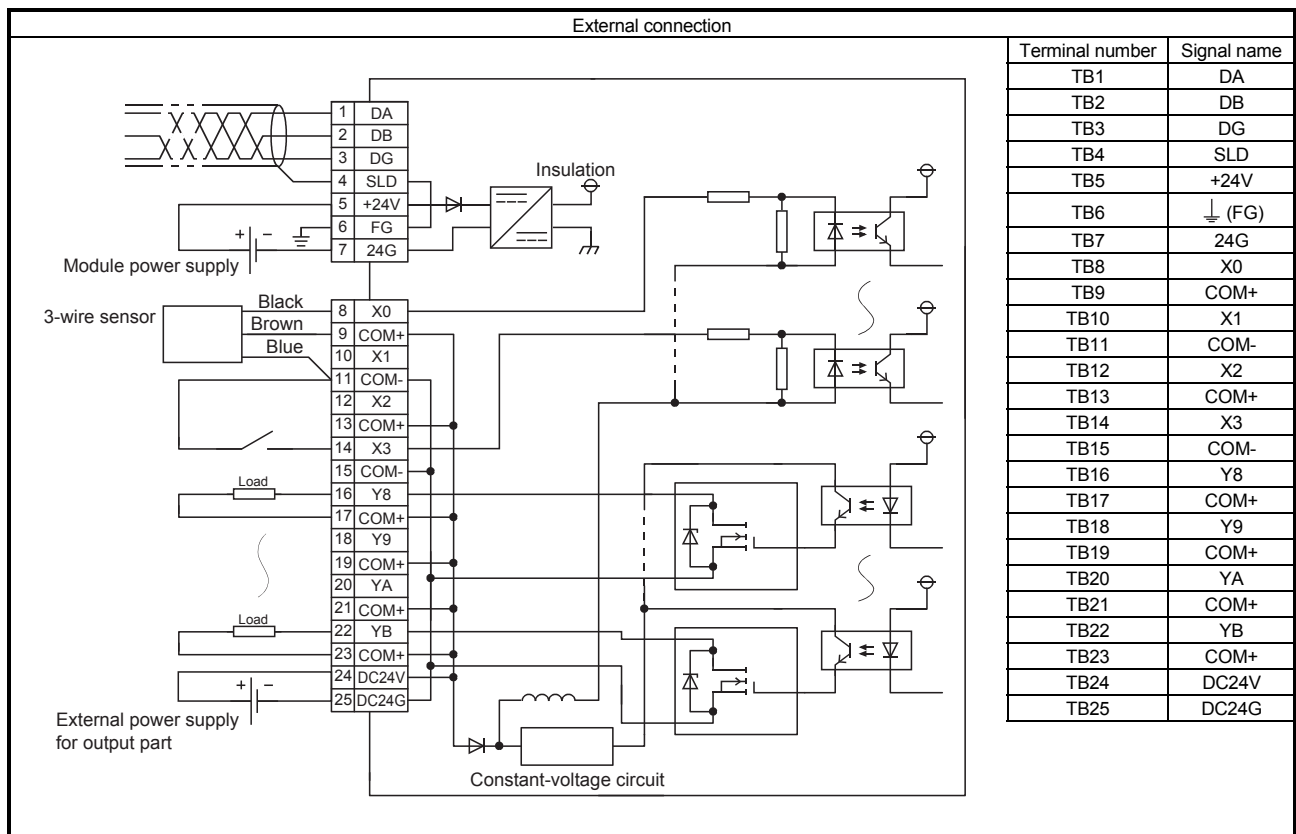 External connection
Terminal number Signal name
TB1 DA
TB2 DB
TB3 DG
TB4 SLD
TB5 +24V
TB6 ⏚ (FG)
TB7 24G
TB8 X0
TB9 COM+
TB10 X1
TB11 COM-
TB12 X2
TB13 COM+
TB14 X3
TB15 COM-
TB16 Y8
TB17 COM+
TB18 Y9
TB19 COM+
TB20 YA
TB21 COM+
TB22 YB
TB23 COM+
TB24 DC24V
TB25 DC24G
1 DA
2 DB
3 DG
4 SLD
5 +24V
6 FG
7 24G
Insulation
+ –
Module power supply
3-wire sensor
Black
Brown
Blue
8 X0
9 COM+
10 X1
11 COM-
12 X2
13 COM+
14 X3
15 COM-
16 Y8
17 COM+
18 Y9
19 COM+
20 YA
21 COM+
22 YB
23 COM+
24 DC24V
25 DC24G
Load
Load
+ –
External power supply
for output part
Constant-voltage circuit